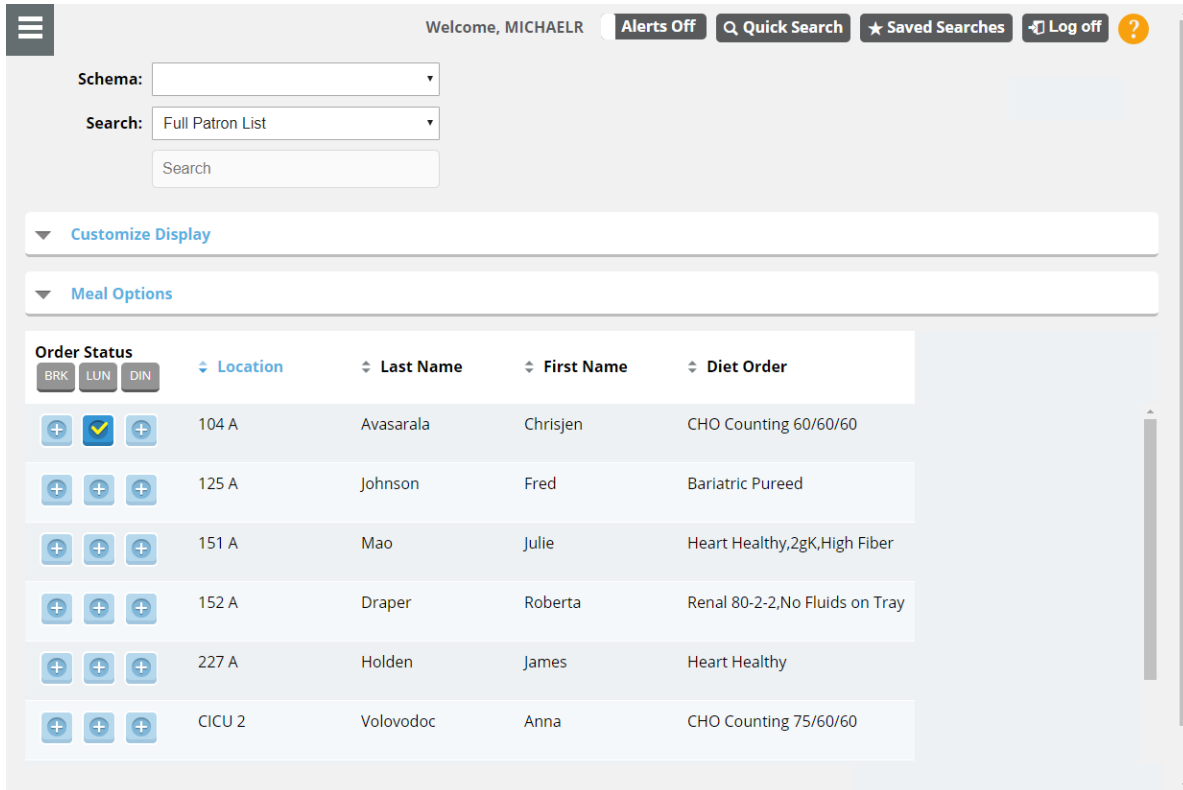 Welcome, MICHAELR Alerts Off Quick Search Saved Searches Log off ?
Schema:
Search: Full Patron List
Search
Customize Display
Meal Options
Order Status
BRK LUN DIN Location Last Name First Name Diet Order
104 A Avasarala Chrisjen CHO Counting 60/60/60
125 A Johnson Fred Bariatric Pureed
151 A Mao Julie Heart Healthy,2gK,High Fiber
152 A Draper Roberta Renal 80-2-2,No Fluids on Tray
227 A Holden James Heart Healthy
CICU 2 Volovodoc Anna CHO Counting 75/60/60